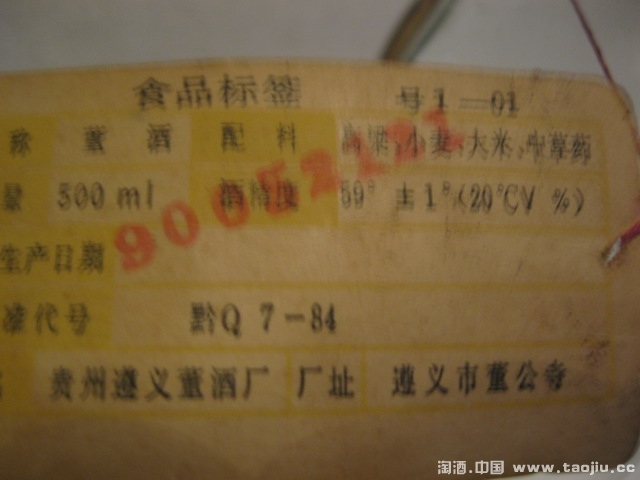 食品标签 号1—01
称 董酒 配料 高粱、小麦、大米、中草药
量 500ml 酒精度 59°±1°(20℃V%)
生产日期
准代号 黔Q7-84
名 贵州遵义董酒厂 厂址 遵义市董公寺
淘酒.中国 www.taojiu.cc